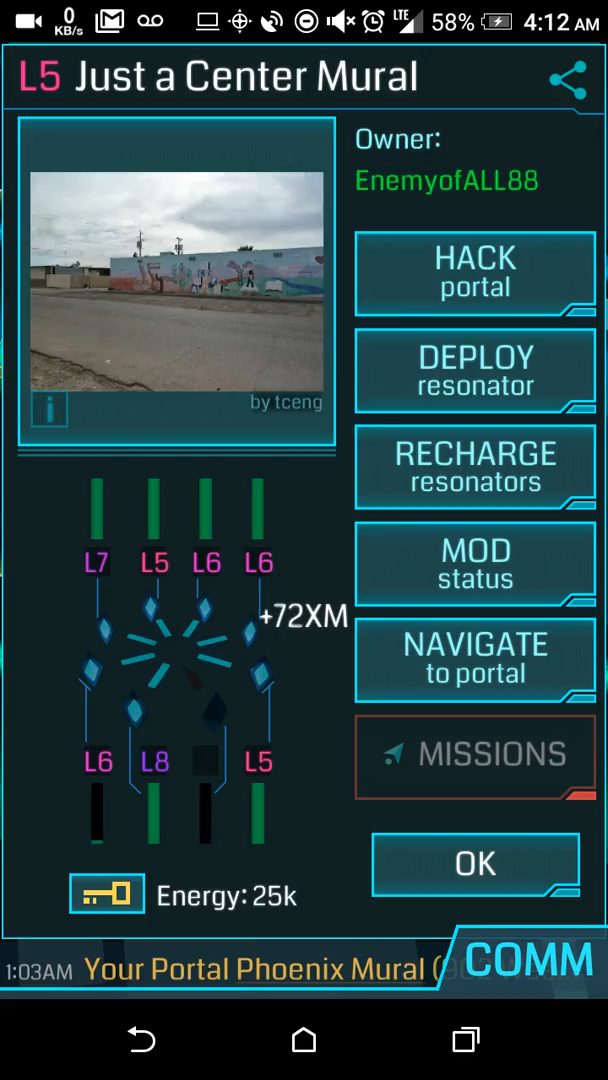 0
KB/s
LTE
58%
4:12 AM
L5 Just a Center Mural
Owner:
EnemyofALL88
HACK
portal
DEPLOY
resonator
by tceng
RECHARGE
resonators
L7 L5 L6 L6
MOD
status
+72XM
NAVIGATE
to portal
L6 L8 L5
MISSIONS
OK
Energy: 25k
1:03AM Your Portal Phoenix Mural (
COMM